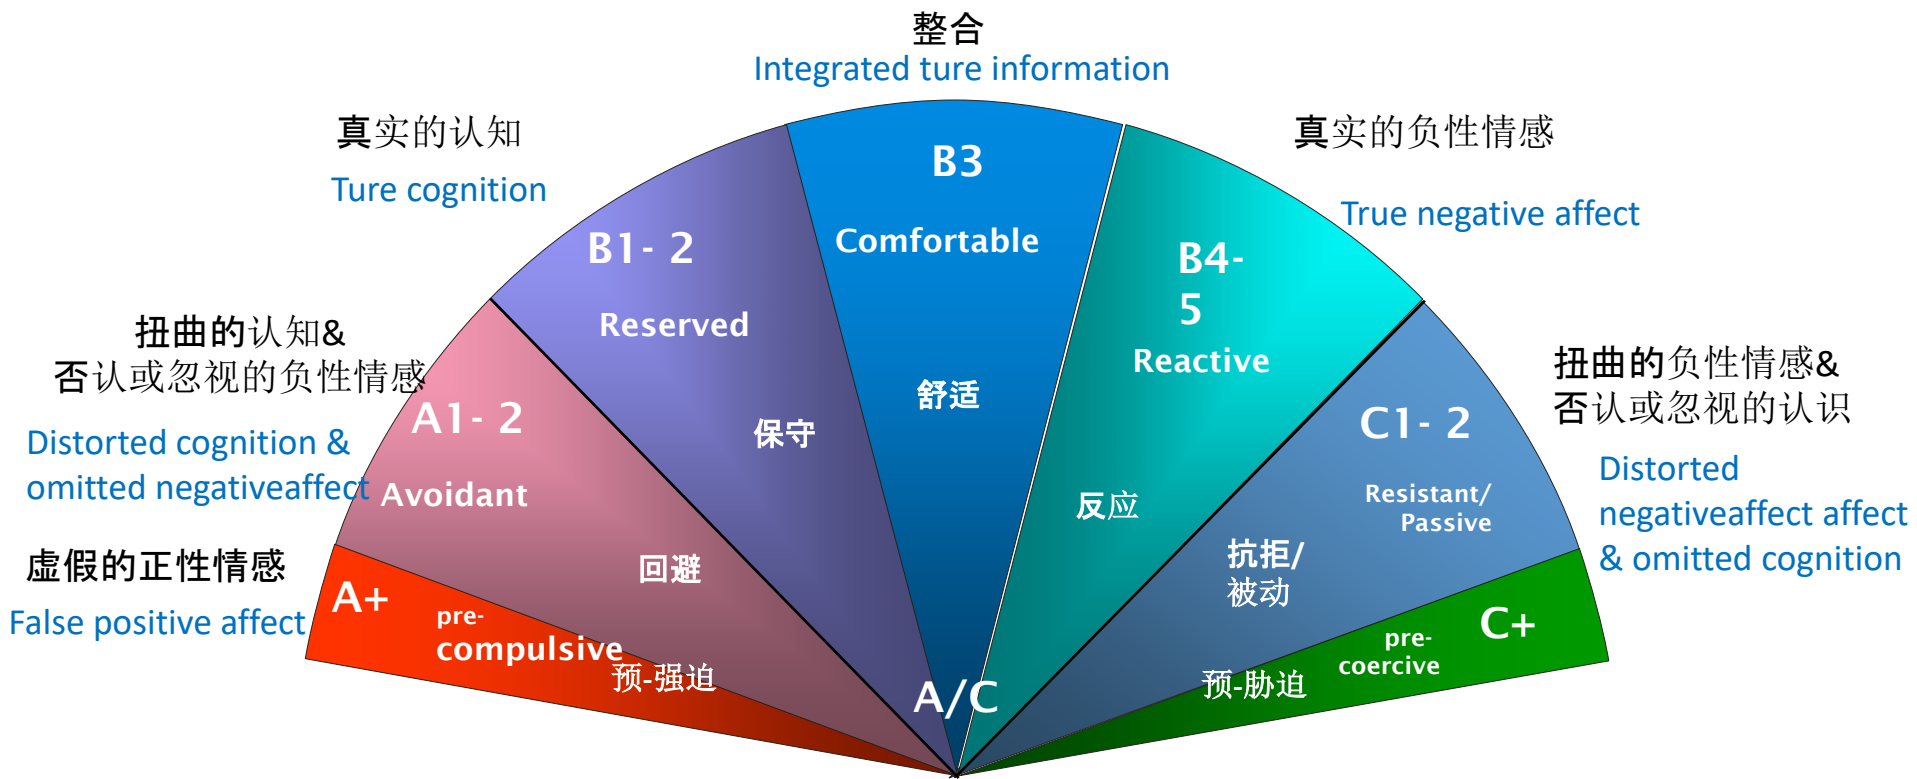 整合
Integrated ture information
真实的认知
Ture cognition
真实的负性情感
True negative affect
B3
Comfortable
舒适
B1- 2
Reserved
保守
B4-
5
Reactive
反应
扭曲的认知&
否认或忽视的负性情感
Distorted cognition &
omitted negativeaffect
A1- 2
Avoidant
回避
扭曲的负性情感&
否认或忽视的认识
Distorted
negativeaffect affect
& omitted cognition
C1- 2
Resistant/
Passive
抗拒/
被动
虚假的正性情感
False positive affect
A+
pre-
compulsive
预-强迫
A/C
C+
pre-
coercive
预-胁迫